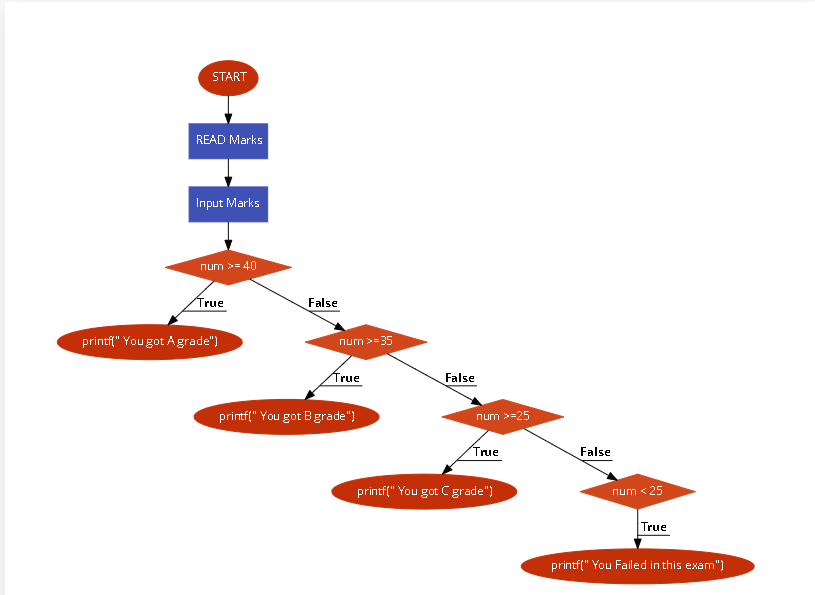 START
READ Marks
Input Marks
num >= 40
True
False
printf(" You got A grade")
num >=35
True
False
printf(" You got B grade")
num >=25
True
False
printf(" You got C grade")
num < 25
True
printf(" You Failed in this exam")